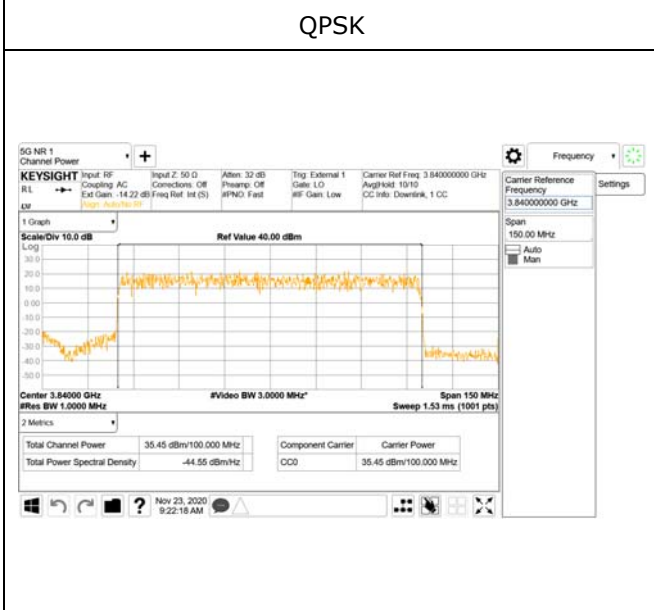 QPSK
5G NR 1
Channel Power
Frequency
KEYSIGHT
RL
Input: RF
Coupling: AC
Ext Gain: -14.22 dB
Align: Auto/No RF
Input Z: 50 Ω
Corrections: Off
Freq Ref: Int (S)
Atten: 32 dB
Preamp: Off
#PNO: Fast
Trig: External 1
Gate: LO
#IF Gain: Low
Carrier Ref Freq: 3.840000000 GHz
Avg|Hold: 10/10
CC Info: Downlink, 1 CC
Carrier Reference
Frequency
3.840000000 GHz
Settings
Span
150.00 MHz
Auto
Man
1 Graph
Scale/Div 10.0 dB
Ref Value 40.00 dBm
Log
30.0
20.0
10.0
0.00
-10.0
-20.0
-30.0
-40.0
-50.0
Center 3.84000 GHz
#Video BW 3.0000 MHz*
Span 150 MHz
#Res BW 1.0000 MHz
Sweep 1.53 ms (1001 pts)
2 Metrics
Total Channel Power 35.45 dBm/100.000 MHz
Total Power Spectral Density -44.55 dBm/Hz
Component Carrier Carrier Power
CC0 35.45 dBm/100.000 MHz
Nov 23, 2020
9:22:18 AM